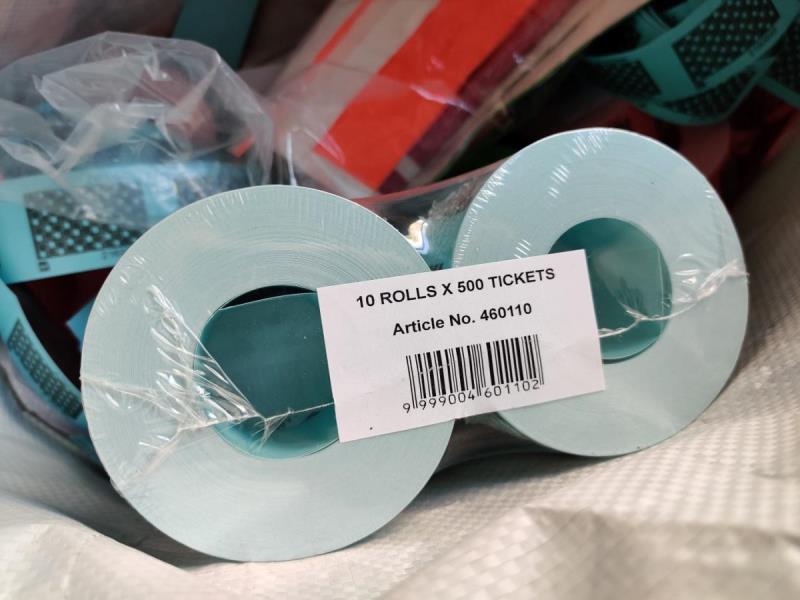 10 ROLLS X 500 TICKETS
Article No. 460110
9 999004 601102